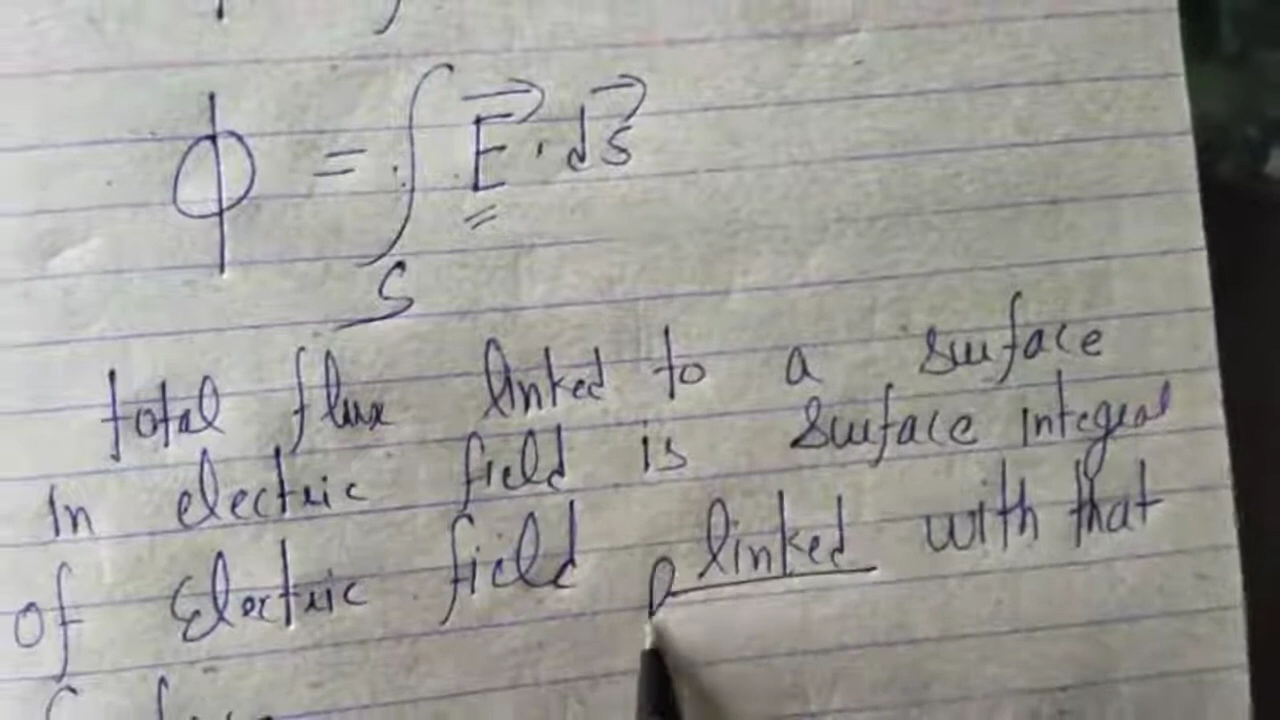 ϕ = ∫ₛ E⃗ · ds⃗
total flux linked to a surface
in electric field is surface integral
of Electric field linked with that